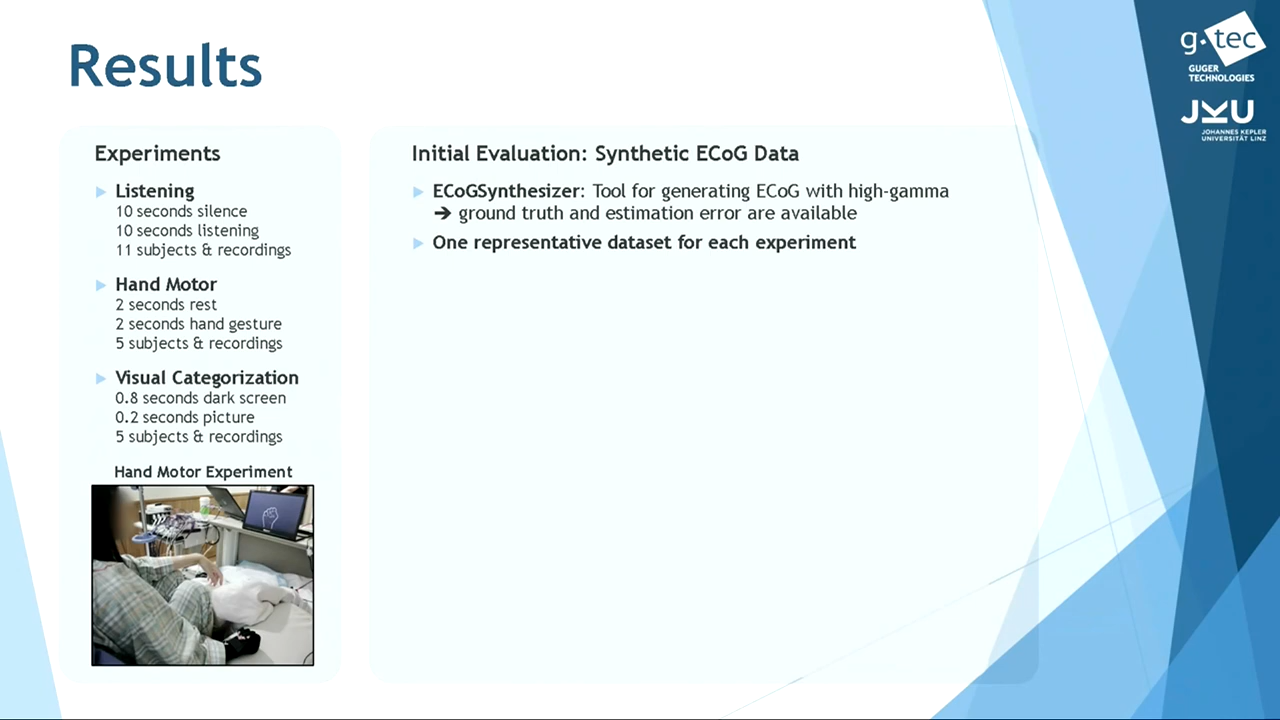 Results
g.tec
GUGER
TECHNOLOGIES
JKU
JOHANNES KEPLER
UNIVERSITÄT LINZ
Experiments
Listening
10 seconds silence
10 seconds listening
11 subjects & recordings
Hand Motor
2 seconds rest
2 seconds hand gesture
5 subjects & recordings
Visual Categorization
0.8 seconds dark screen
0.2 seconds picture
5 subjects & recordings
Hand Motor Experiment
Initial Evaluation: Synthetic ECoG Data
ECoGSynthesizer: Tool for generating ECoG with high-gamma
➔ ground truth and estimation error are available
One representative dataset for each experiment